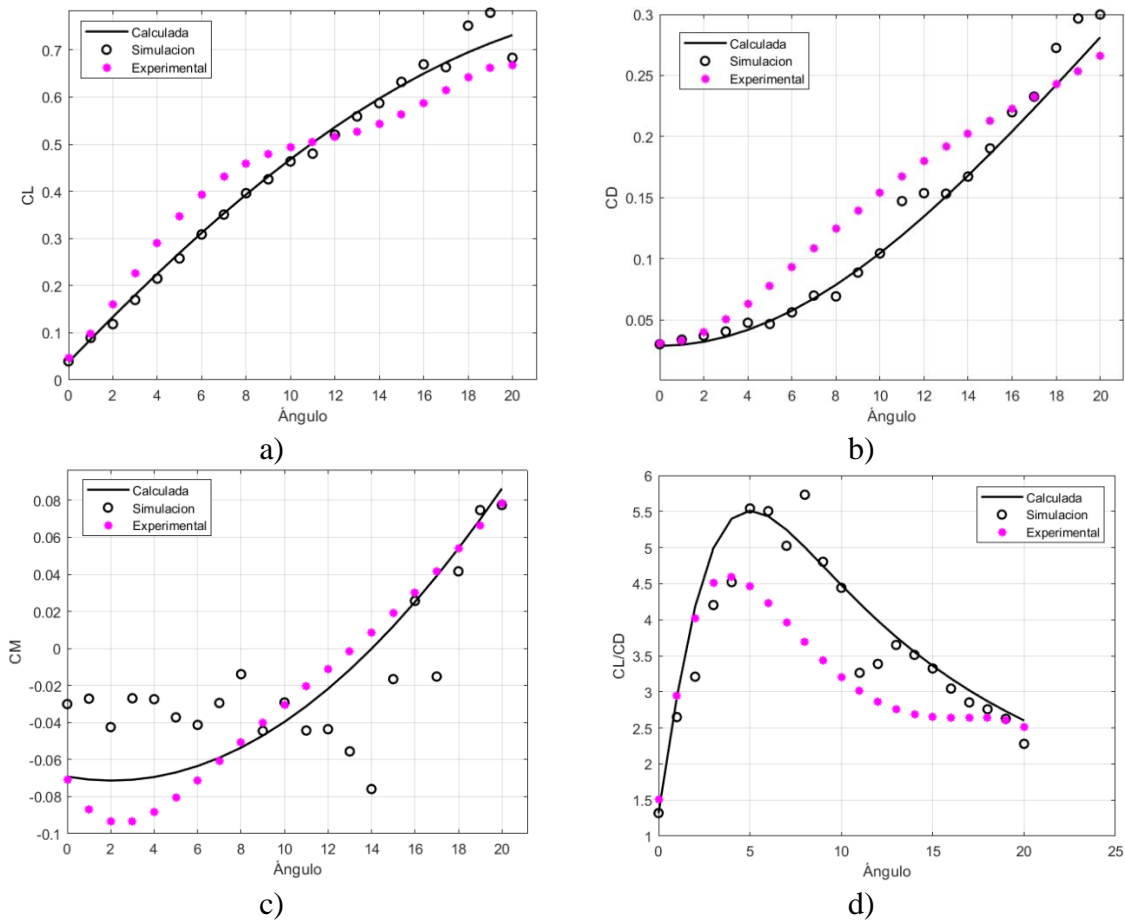 Calculada
Simulacion
Experimental
0.7
0.6
0.5
0.4
0.3
0.2
0.1
0
CL
0 2 4 6 8 10 12 14 16 18 20
Ángulo
a)
Calculada
Simulacion
Experimental
0.3
0.25
0.2
0.15
0.1
0.05
CD
0 2 4 6 8 10 12 14 16 18 20
Ángulo
b)
Calculada
Simulacion
Experimental
0.08
0.06
0.04
0.02
0
-0.02
-0.04
-0.06
-0.08
-0.1
CM
0 2 4 6 8 10 12 14 16 18 20
Ángulo
c)
Calculada
Simulacion
Experimental
6
5.5
5
4.5
4
3.5
3
2.5
2
1.5
1
CL/CD
0 5 10 15 20 25
Ángulo
d)